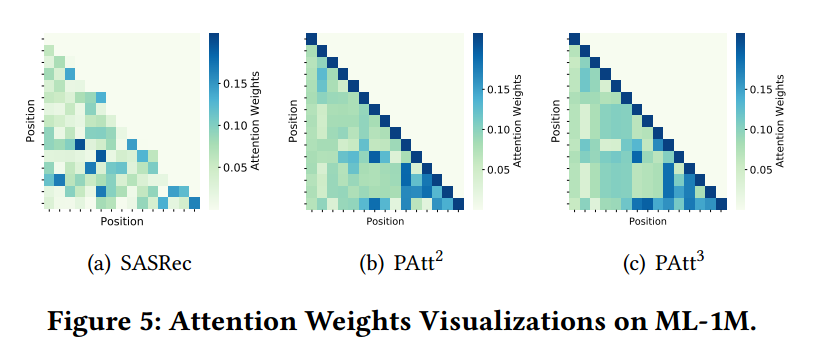 Position
Position
0.15
0.10
0.05
Attention Weights
(a) SASRec
Position
Position
0.15
0.10
0.05
Attention Weights
(b) PAtt²
Position
Position
0.15
0.10
0.05
Attention Weights
(c) PAtt³
Figure 5: Attention Weights Visualizations on ML-1M.